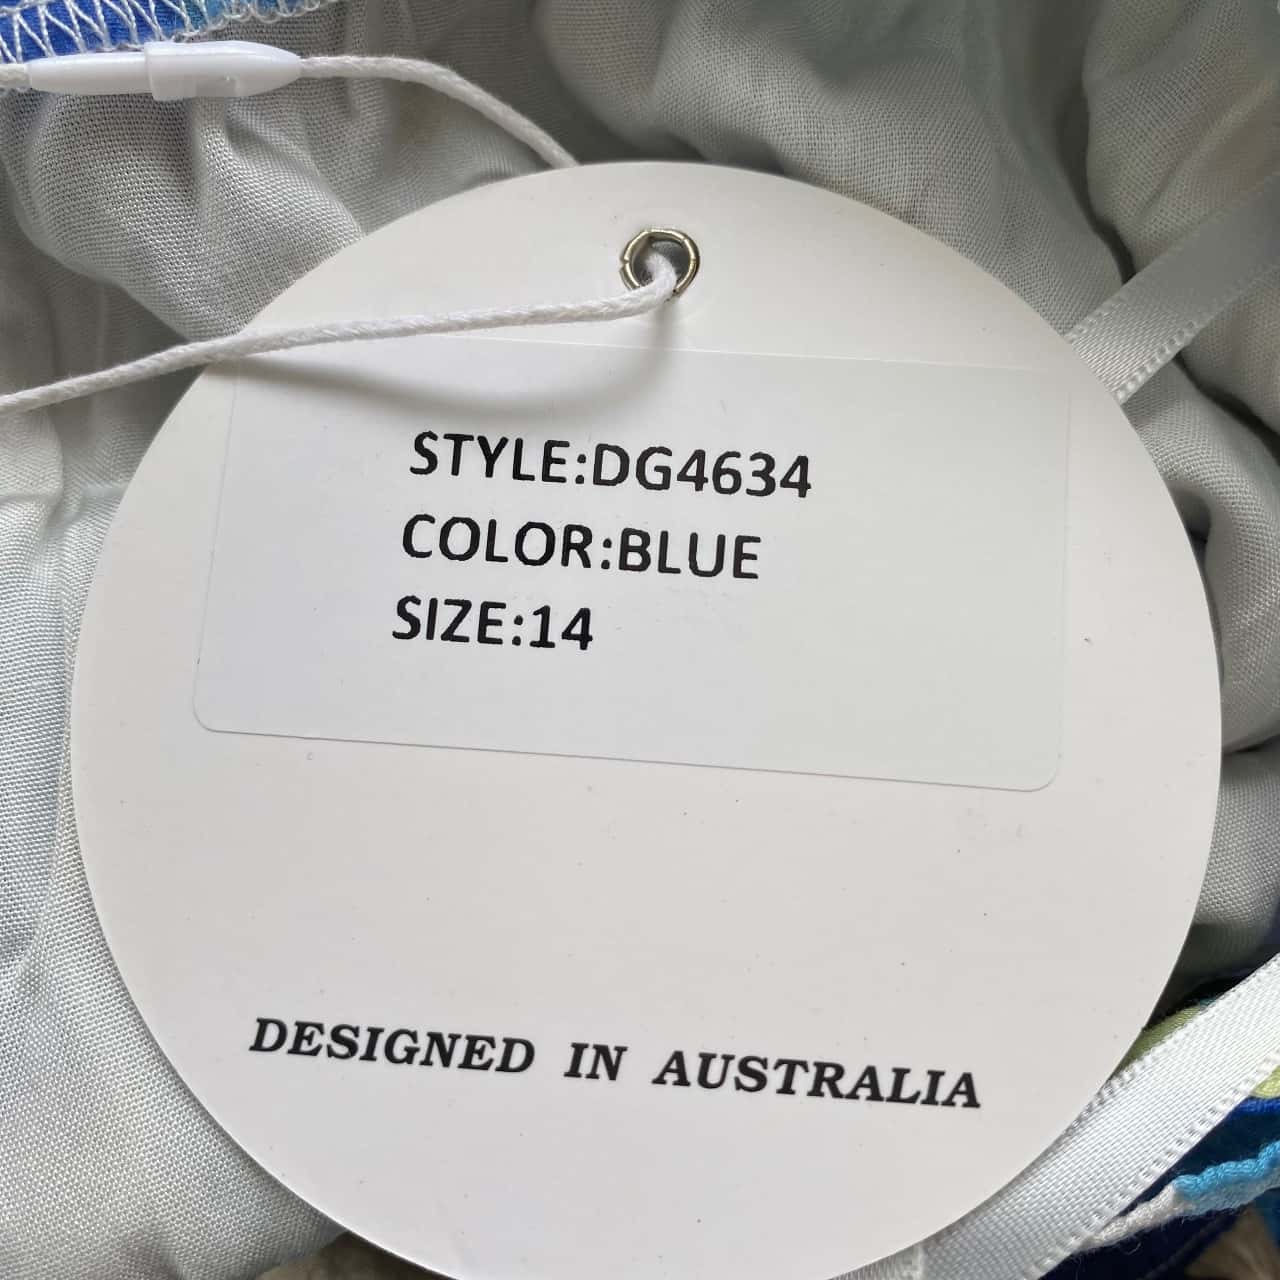 STYLE:DG4634
COLOR:BLUE
SIZE:14
DESIGNED IN AUSTRALIA